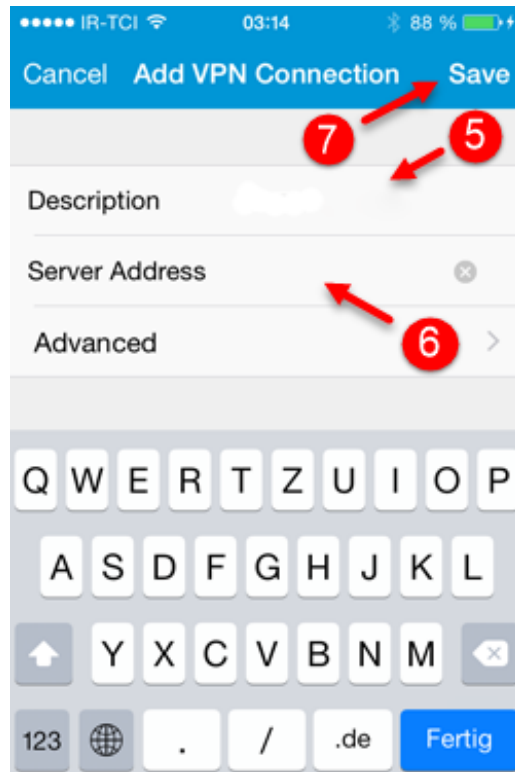 IR-TCI 03:14 88 %
Cancel Add VPN Connection Save
7
5
Description
Server Address
6
Advanced
Q W E R T Z U I O P
A S D F G H J K L
Y X C V B N M
123 . / .de Fertig